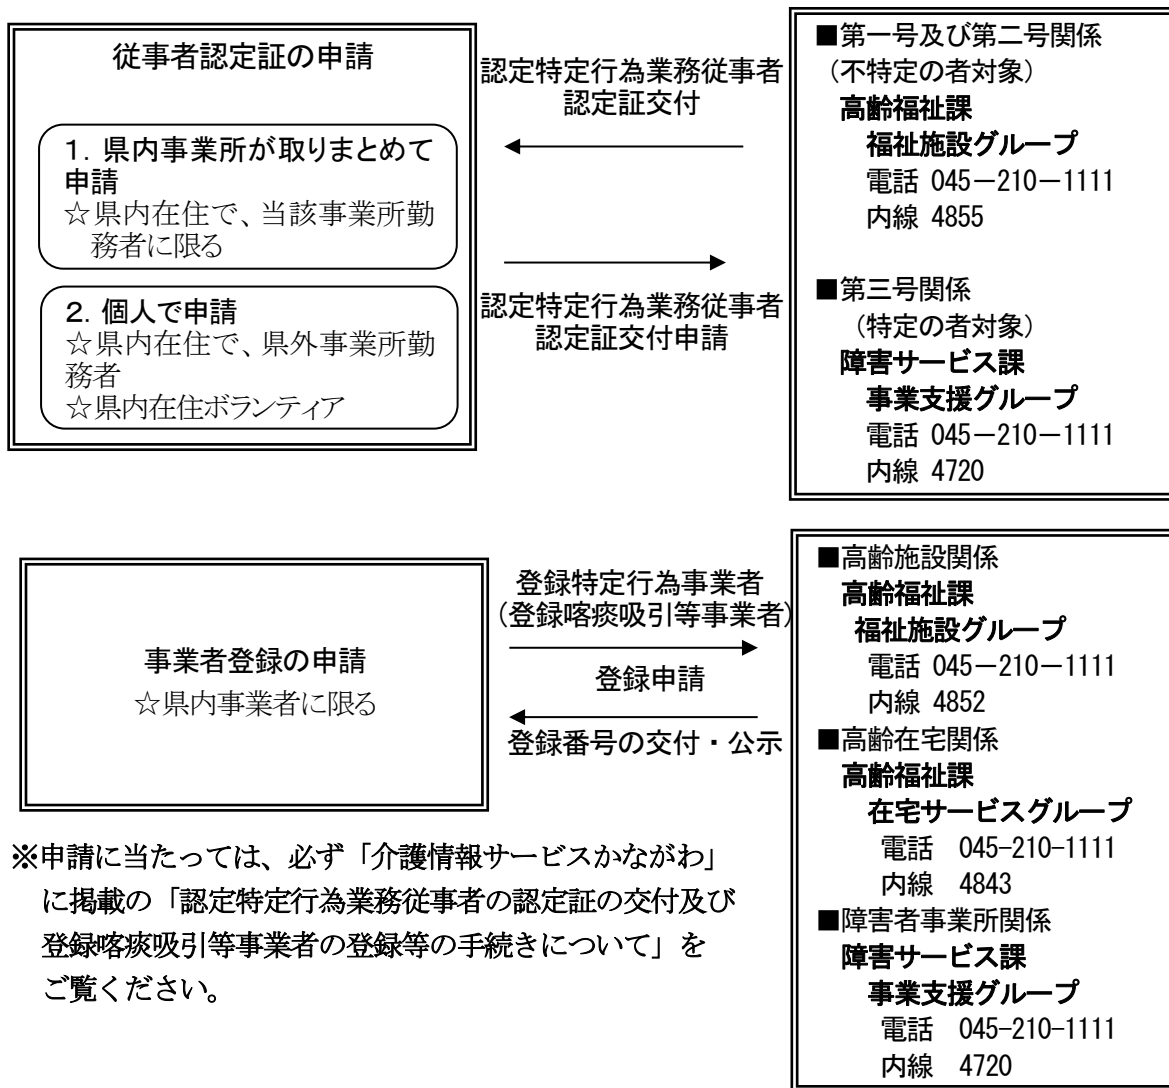 従事者認定証の申請
1．県内事業所が取りまとめて
申請
☆県内在住で、当該事業所勤
務者に限る
2．個人で申請
☆県内在住で、県外事業所勤
務者
☆県内在住ボランティア
認定特定行為業務従事者
認定証交付
認定特定行為業務従事者
認定証交付申請
■第一号及び第二号関係
（不特定の者対象）
高齢福祉課
福祉施設グループ
電話 045－210－1111
内線 4855
■第三号関係
（特定の者対象）
障害サービス課
事業支援グループ
電話 045－210－1111
内線 4720
事業者登録の申請
☆県内事業者に限る
登録特定行為事業者
（登録喀痰吸引等事業者）
登録申請
登録番号の交付・公示
■高齢施設関係
高齢福祉課
福祉施設グループ
電話 045－210－1111
内線 4852
■高齢在宅関係
高齢福祉課
在宅サービスグループ
電話 045-210-1111
内線 4843
■障害者事業所関係
障害サービス課
事業支援グループ
電話 045-210-1111
内線 4720
※申請に当たっては、必ず「介護情報サービスかながわ」
に掲載の「認定特定行為業務従事者の認定証の交付及び
登録喀痰吸引等事業者の登録等の手続きについて」を
ご覧ください。